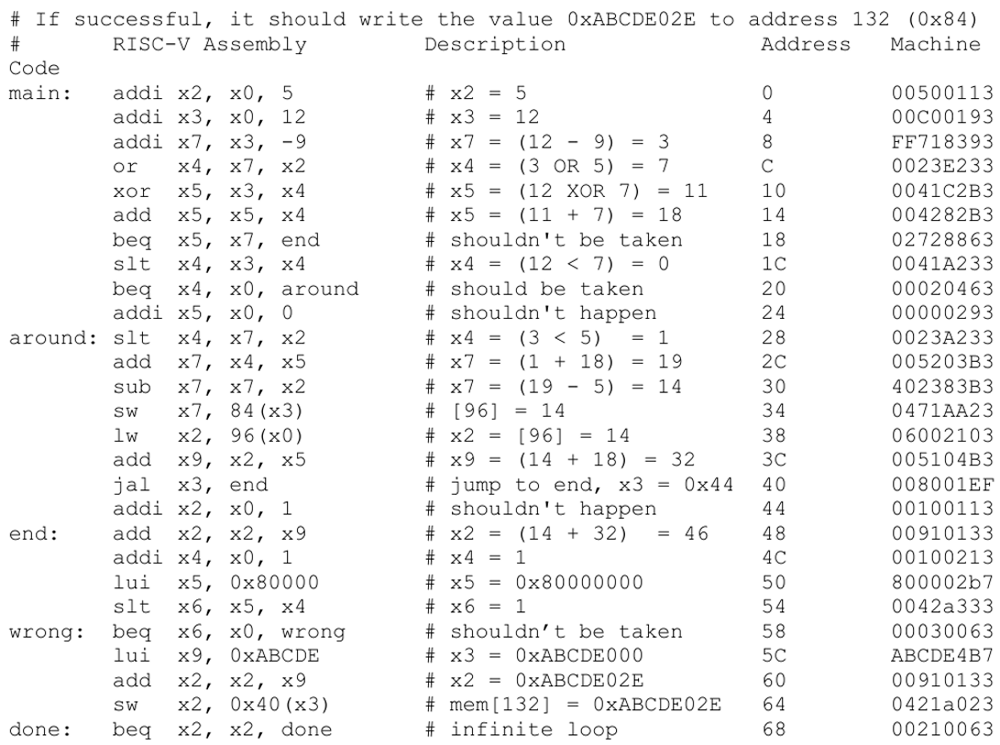 # If successful, it should write the value 0xABCDE02E to address 132 (0x84)
#       RISC-V Assembly         Description               Address   Machine
Code
main:   addi x2, x0, 5          # x2 = 5                  0         00500113
        addi x3, x0, 12         # x3 = 12                 4         00C00193
        addi x7, x3, -9         # x7 = (12 - 9) = 3       8         FF718393
        or   x4, x7, x2         # x4 = (3 OR 5) = 7       C         0023E233
        xor  x5, x3, x4         # x5 = (12 XOR 7) = 11    10        0041C2B3
        add  x5, x5, x4         # x5 = (11 + 7) = 18      14        004282B3
        beq  x5, x7, end        # shouldn't be taken      18        02728863
        slt  x4, x3, x4         # x4 = (12 < 7) = 0       1C        0041A233
        beq  x4, x0, around     # should be taken         20        00020463
        addi x5, x0, 0          # shouldn't happen        24        00000293
around: slt  x4, x7, x2         # x4 = (3 < 5)  = 1       28        0023A233
        add  x7, x4, x5         # x7 = (1 + 18) = 19      2C        005203B3
        sub  x7, x7, x2         # x7 = (19 - 5) = 14      30        402383B3
        sw   x7, 84(x3)         # [96] = 14               34        0471AA23
        lw   x2, 96(x0)         # x2 = [96] = 14          38        06002103
        add  x9, x2, x5         # x9 = (14 + 18) = 32     3C        005104B3
        jal  x3, end            # jump to end, x3 = 0x44  40        008001EF
        addi x2, x0, 1          # shouldn't happen        44        00100113
end:    add  x2, x2, x9         # x2 = (14 + 32)  = 46    48        00910133
        addi x4, x0, 1          # x4 = 1                  4C        00100213
        lui  x5, 0x80000        # x5 = 0x80000000         50        800002b7
        slt  x6, x5, x4         # x6 = 1                  54        0042a333
wrong:  beq  x6, x0, wrong      # shouldn’t be taken      58        00030063
        lui  x9, 0xABCDE        # x3 = 0xABCDE000         5C        ABCDE4B7
        add  x2, x2, x9         # x2 = 0xABCDE02E         60        00910133
        sw   x2, 0x40(x3)       # mem[132] = 0xABCDE02E   64        0421a023
done:   beq  x2, x2, done       # infinite loop           68        00210063